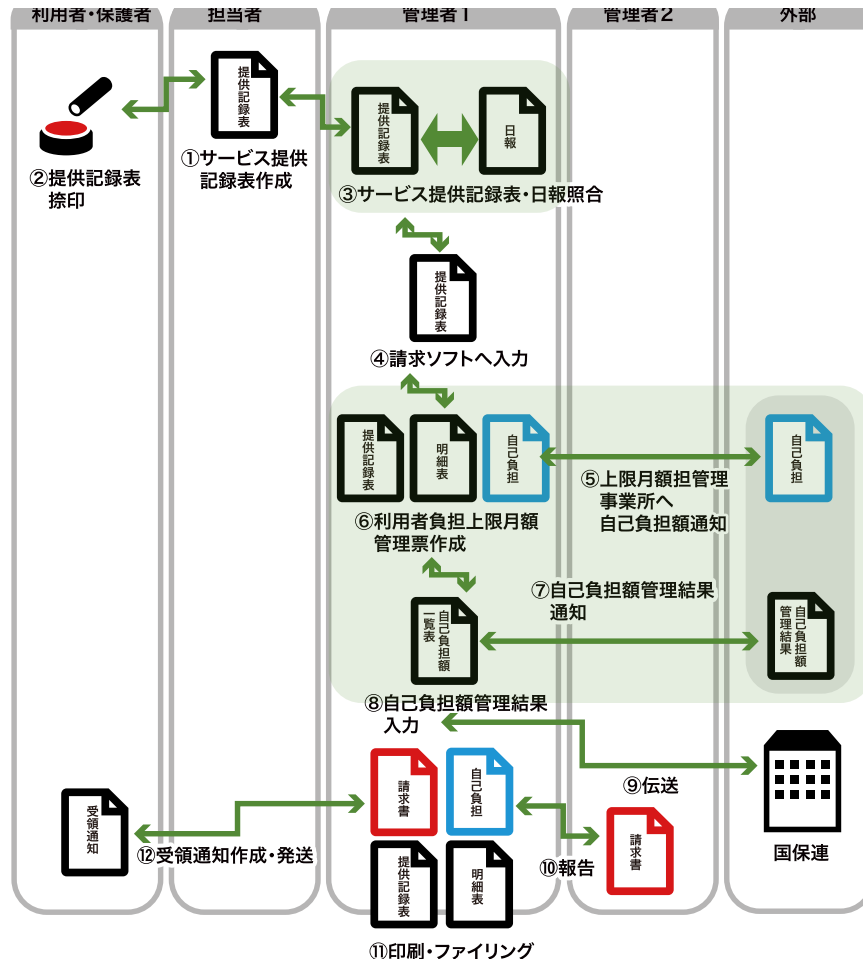 利用者・保護者
担当者
管理者1
管理者2
外部
提供記録表
提供記録表
日報
①サービス提供
記録表作成
②提供記録表
捺印
③サービス提供記録表・日報照合
提供記録表
④請求ソフトへ入力
提供記録表
明細表
自己負担
自己負担
⑤上限月額担管理
事業所へ
自己負担額通知
⑥利用者負担上限月額
管理票作成
⑦自己負担額管理結果
通知
自己負担額
一覧表
自己負担額
管理結果
⑧自己負担額管理結果
入力
⑨伝送
請求書
自己負担
受領通知
⑫受領通知作成・発送
⑩報告
請求書
国保連
提供記録表
明細表
⑪印刷・ファイリング